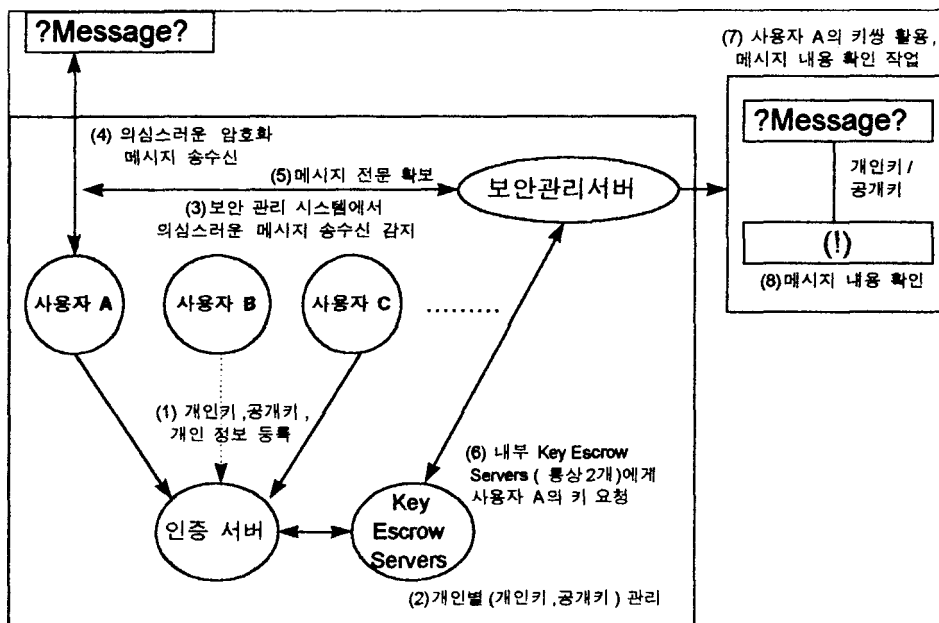 ?Message?
(7) 사용자 A의 키쌍 활용,
메시지 내용 확인 작업
?Message?
개인키 /
공개키
(!)
(8)메시지 내용 확인
(4) 의심스러운 암호화
메시지 송수신
(5)메시지 전문 확보
보안관리서버
(3)보안 관리 시스템에서
의심스러운 메시지 송수신 감지
사용자 A
사용자 B
사용자 C
.........
(1) 개인키 ,공개키 ,
개인 정보 등록
(6) 내부 Key Escrow
Servers ( 통상 2개)에게
사용자 A의 키 요청
인증 서버
Key
Escrow
Servers
(2)개인별 (개인키 ,공개키 ) 관리